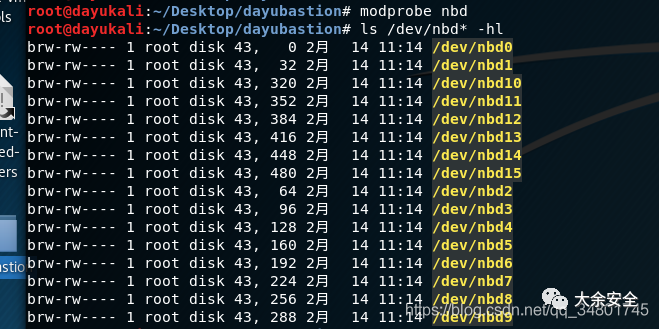 ols
root@dayukali:~/Desktop/dayubastion# modprobe nbd
root@dayukali:~/Desktop/dayubastion# ls /dev/nbd* -hl
brw-rw---- 1 root disk 43,   0 2月  14 11:14 /dev/nbd0
brw-rw---- 1 root disk 43,  32 2月  14 11:14 /dev/nbd1
brw-rw---- 1 root disk 43, 320 2月  14 11:14 /dev/nbd10
brw-rw---- 1 root disk 43, 352 2月  14 11:14 /dev/nbd11
brw-rw---- 1 root disk 43, 384 2月  14 11:14 /dev/nbd12
brw-rw---- 1 root disk 43, 416 2月  14 11:14 /dev/nbd13
brw-rw---- 1 root disk 43, 448 2月  14 11:14 /dev/nbd14
brw-rw---- 1 root disk 43, 480 2月  14 11:14 /dev/nbd15
brw-rw---- 1 root disk 43,  64 2月  14 11:14 /dev/nbd2
brw-rw---- 1 root disk 43,  96 2月  14 11:14 /dev/nbd3
brw-rw---- 1 root disk 43, 128 2月  14 11:14 /dev/nbd4
brw-rw---- 1 root disk 43, 160 2月  14 11:14 /dev/nbd5
brw-rw---- 1 root disk 43, 192 2月  14 11:14 /dev/nbd6
brw-rw---- 1 root disk 43, 224 2月  14 11:14 /dev/nbd7
brw-rw---- 1 root disk 43, 256 2月  14 11:14 /dev/nbd8
brw-rw---- 1 root disk 43, 288 2月  14 11:14 /dev/nbd9
nt-
ed-
ers
astio
大余安全
https://blog.csdn.net/qq_34801745